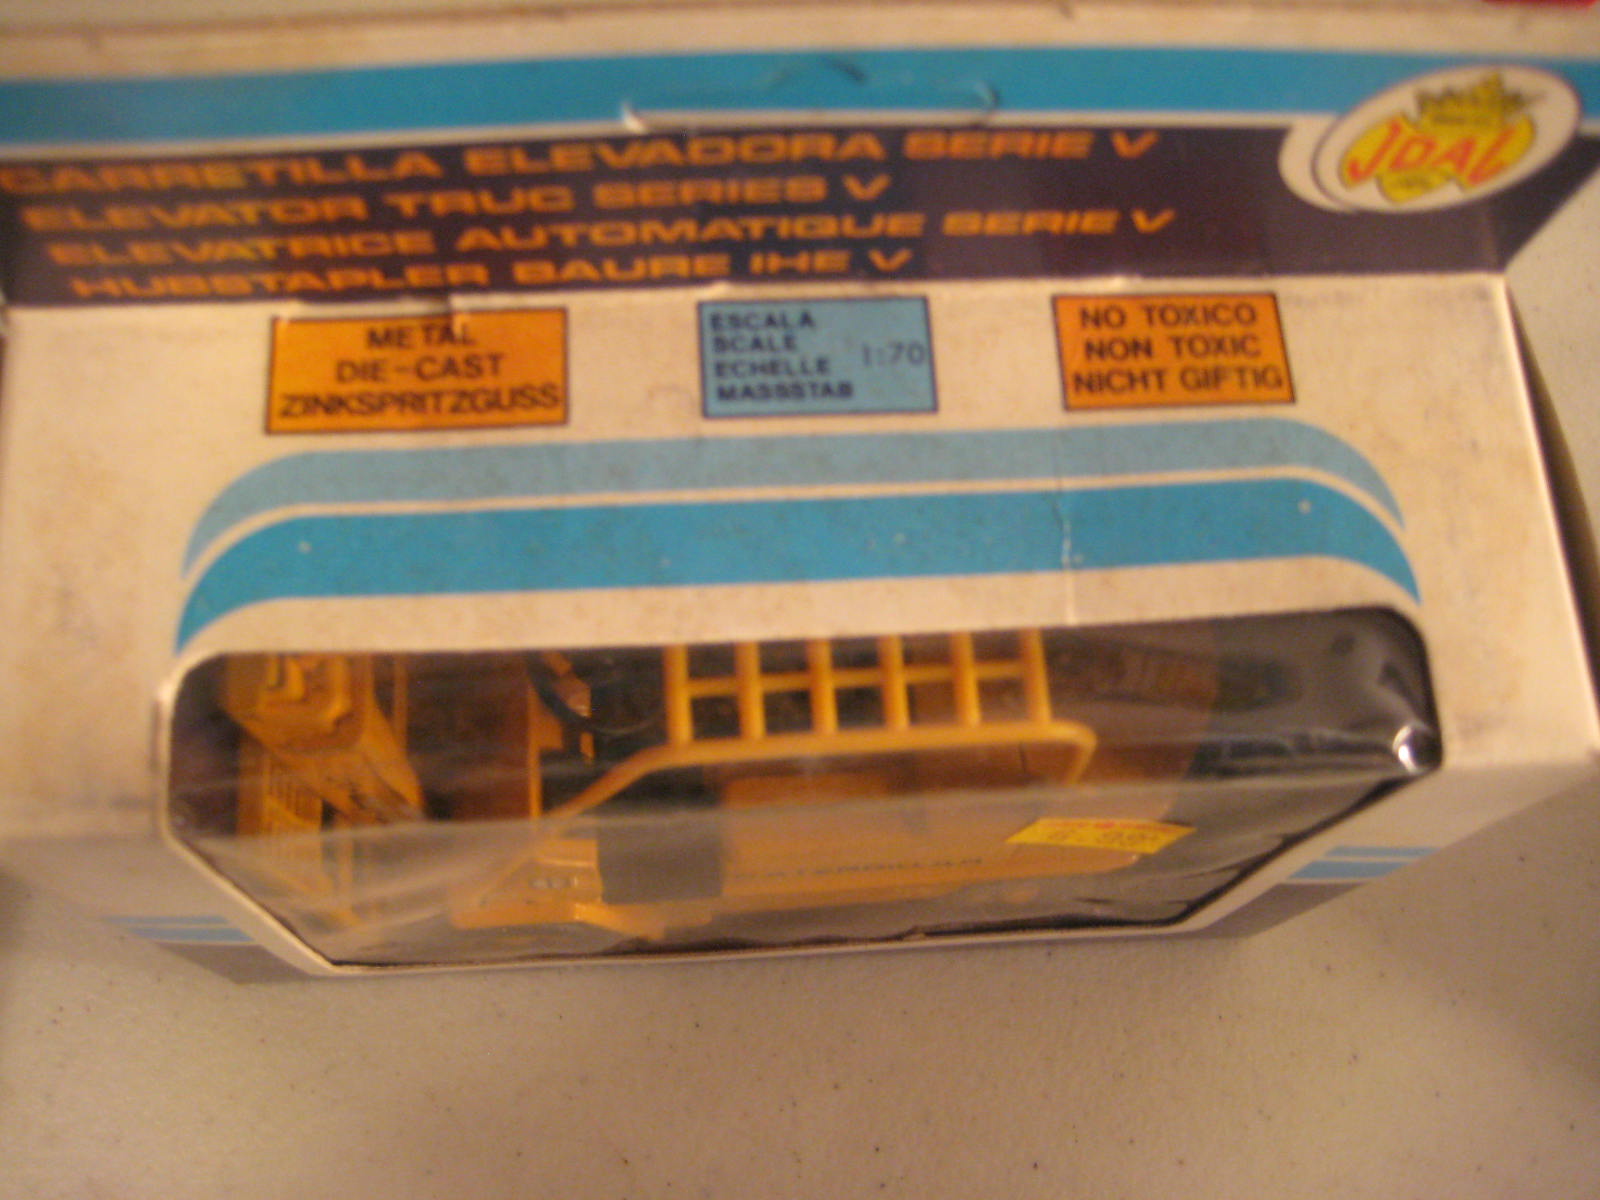 CARRETILLA ELEVADORA SERIE V
ELEVATOR TRUC SERIES V
ELEVATRICE AUTOMATIQUE SERIE V
HUBSTAPLER BAURE IHE V
JOAL
METAL
DIE-CAST
ZINKSPRITZGUSS
ESCALA
SCALE
ECHELLE
MASSSTAB
1:70
NO TOXICO
NON TOXIC
NICHT GIFTIG
CATERPILLAR